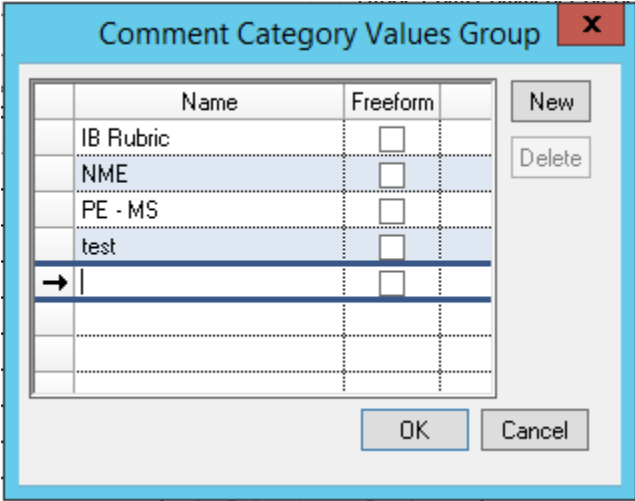 Comment Category Values Group
x
Name Freeform New
IB Rubric
Delete
NME
PE - MS
test
OK Cancel